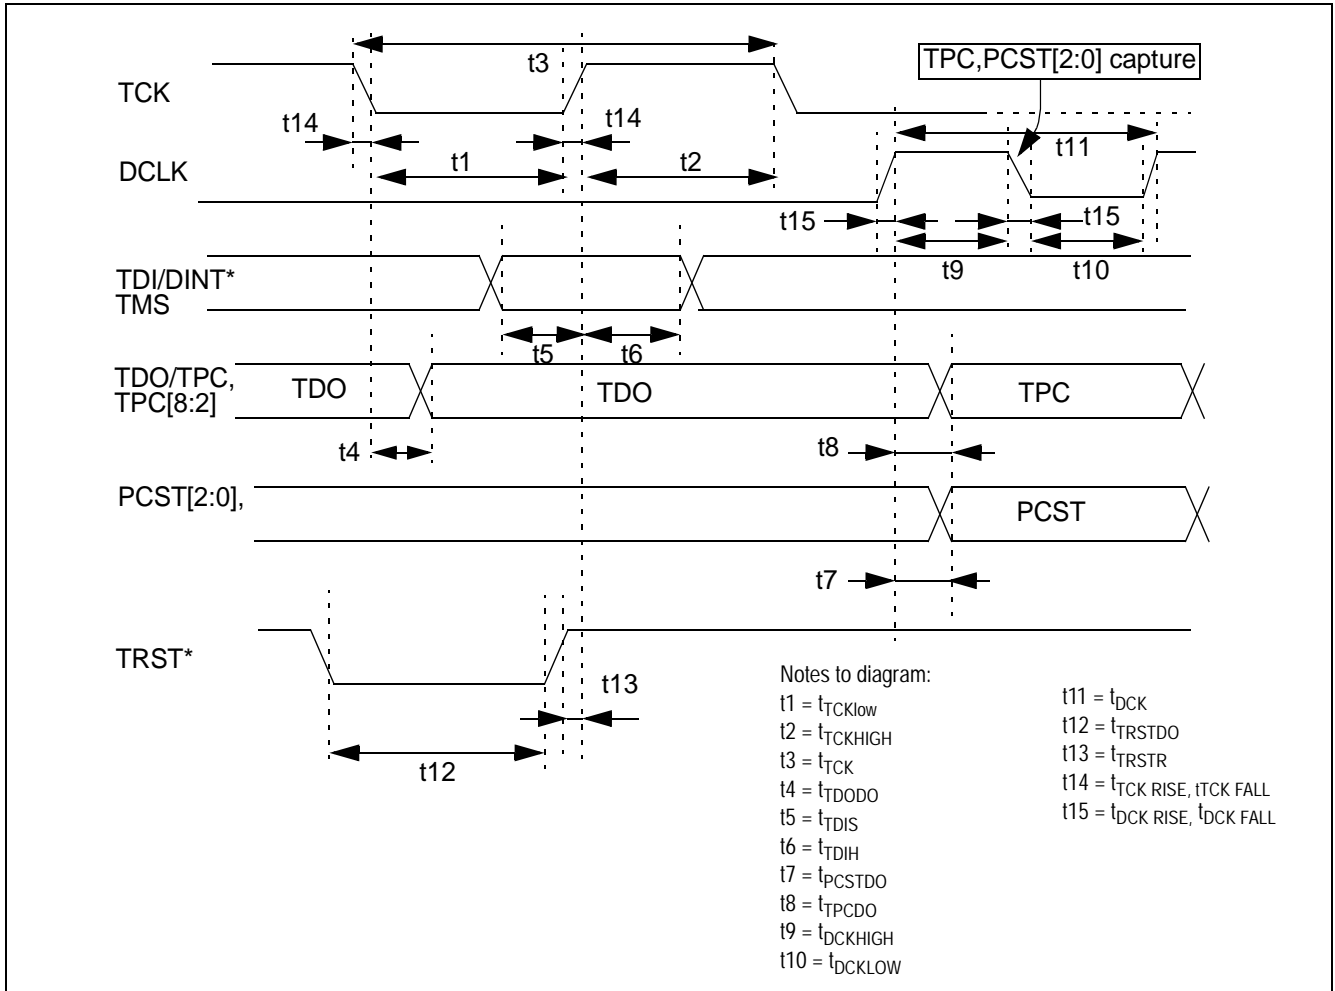 t3
TPC,PCST[2:0] capture
TCK
t14
t14
t11
DCLK
t1
t2
t15
t15
t9
t10
TDI/DINT*
TMS
t5
t6
TDO/TPC,
TPC[8:2]
TDO
TDO
TPC
t4
t8
PCST[2:0],
PCST
t7
TRST*
t13
t12
Notes to diagram:
t1 = tTCKlow
t2 = tTCKHIGH
t3 = tTCK
t4 = tTDODO
t5 = tTDIS
t6 = tTDIH
t7 = tPCSTDO
t8 = tTPCDO
t9 = tDCKHIGH
t10 = tDCKLOW
t11 = tDCK
t12 = tTRSTDO
t13 = tTRSTR
t14 = tTCK RISE, tTCK FALL
t15 = tDCK RISE, tDCK FALL